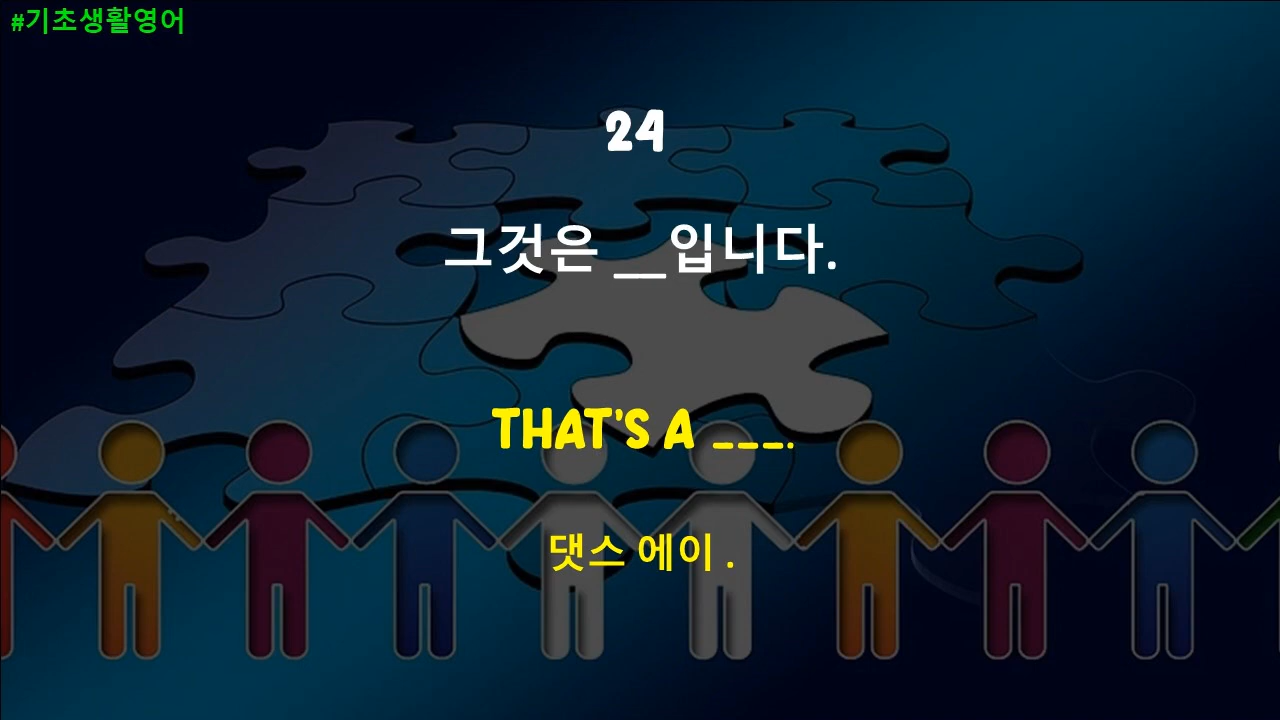 #기초생활영어
24
그것은 __입니다.
THAT'S A ___.
댓스 에이 .